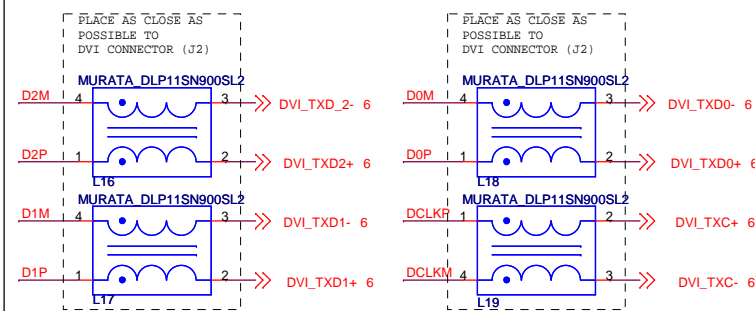 PLACE AS CLOSE AS
POSSIBLE TO
DVI CONNECTOR (J2)
MURATA_DLP11SN900SL2
D2M 4 3 DVI_TXD_2- 6
D2P 1 2 DVI_TXD2+ 6
L16
MURATA_DLP11SN900SL2
D1M 4 3 DVI_TXD1- 6
D1P 1 2 DVI_TXD1+ 6
L17
PLACE AS CLOSE AS
POSSIBLE TO
DVI CONNECTOR (J2)
MURATA_DLP11SN900SL2
D0M 4 3 DVI_TXD0- 6
D0P 1 2 DVI_TXD0+ 6
L18
MURATA_DLP11SN900SL2
DCLKP 1 2 DVI_TXC+ 6
DCLKM 4 3 DVI_TXC- 6
L19